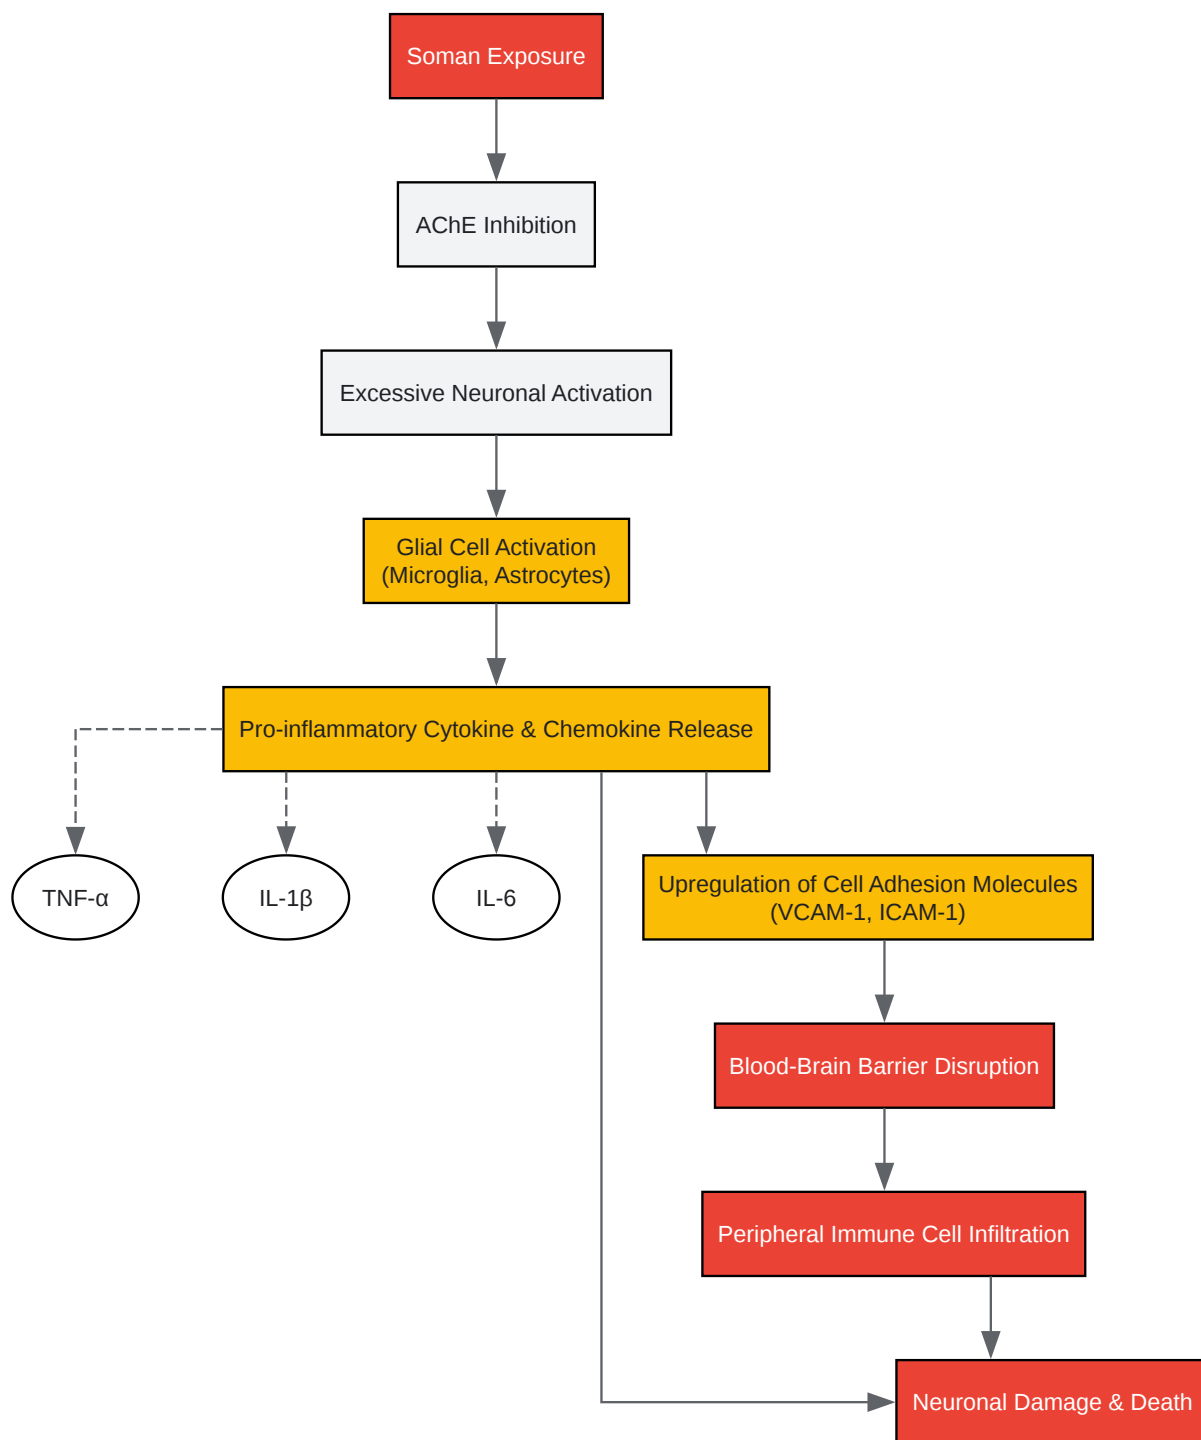 Soman Exposure
AChE Inhibition
Excessive Neuronal Activation
Glial Cell Activation
(Microglia, Astrocytes)
Pro-inflammatory Cytokine & Chemokine Release
TNF-α
IL-1β
IL-6
Upregulation of Cell Adhesion Molecules
(VCAM-1, ICAM-1)
Blood-Brain Barrier Disruption
Peripheral Immune Cell Infiltration
Neuronal Damage & Death